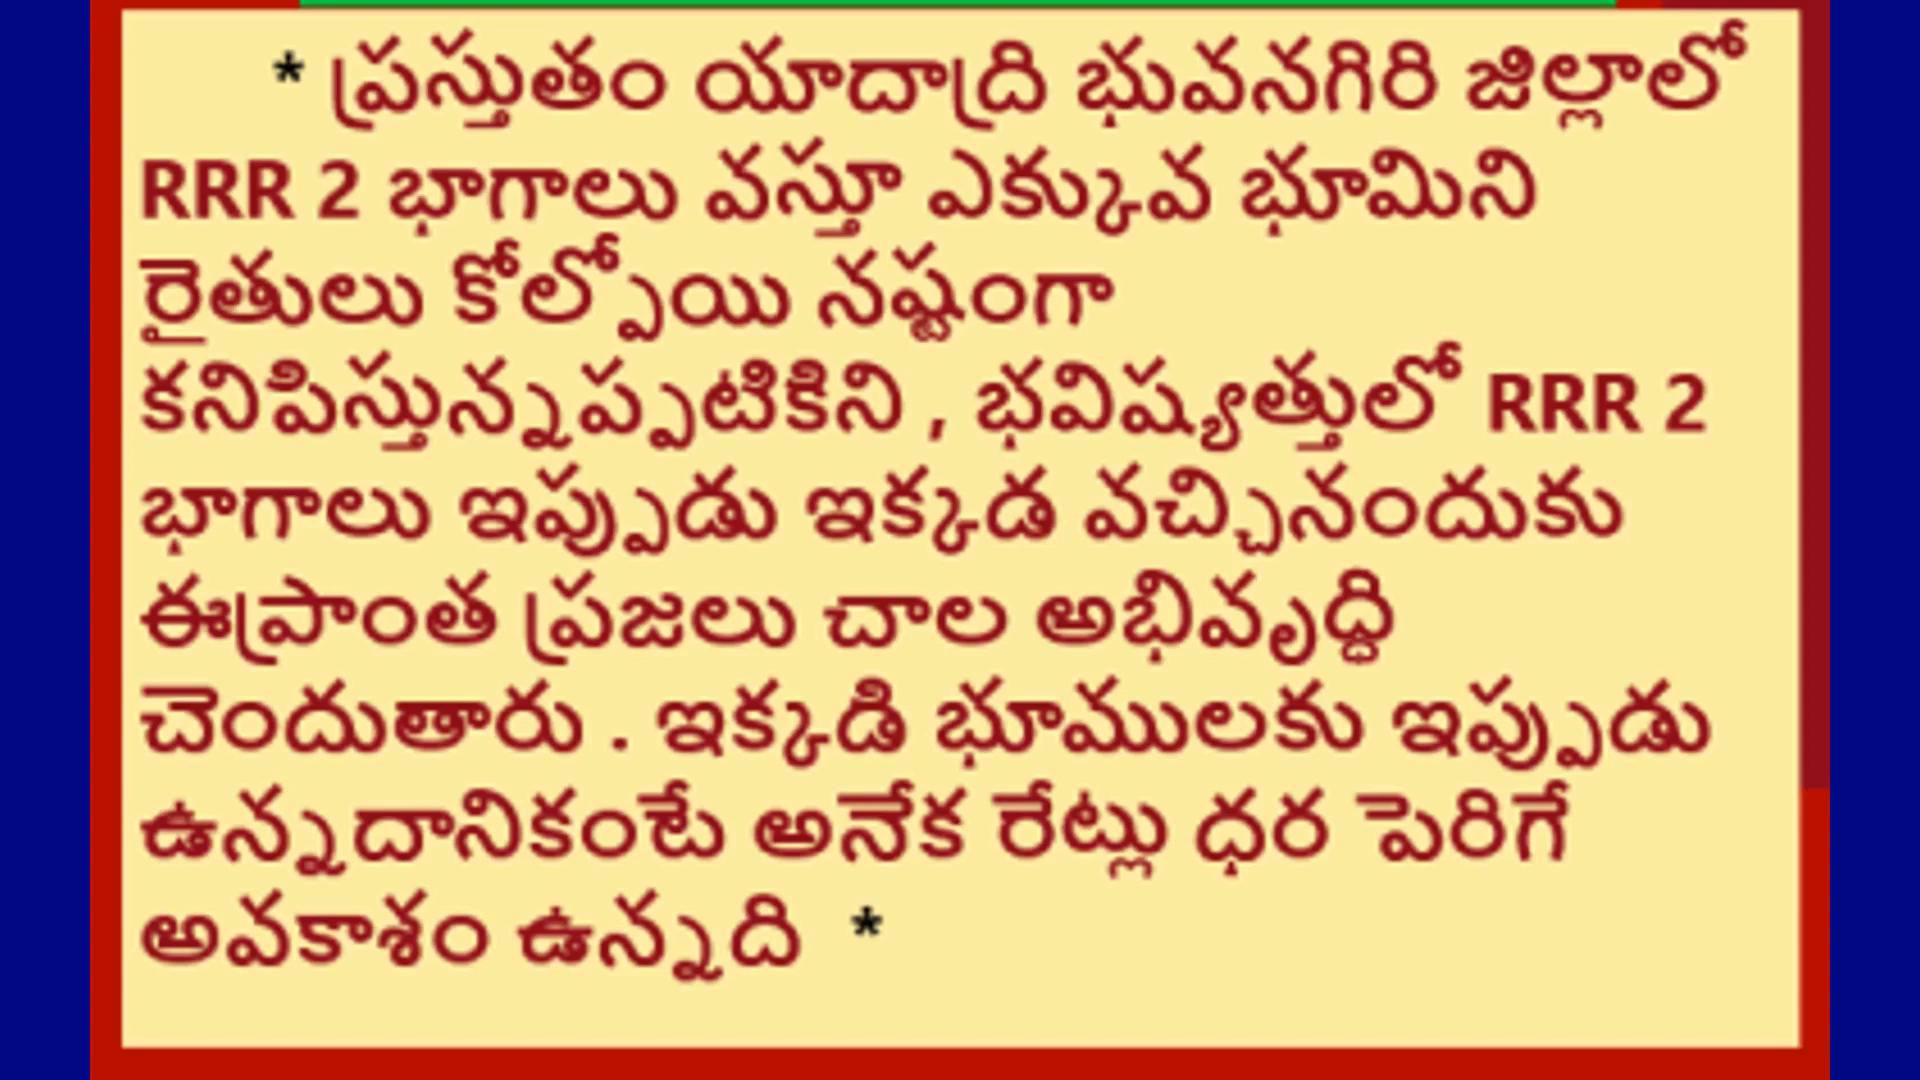 * ప్రస్తుతం యాదాద్రి భువనగిరి జిల్లాలో
RRR 2 భాగాలు వస్తూ ఎక్కువ భూమిని
రైతులు కోల్పోయి నష్టంగా
కనిపిస్తున్నప్పటికిని , భవిష్యత్తులో RRR 2
భాగాలు ఇప్పుడు ఇక్కడ వచ్చినందుకు
ఈప్రాంత ప్రజలు చాల అభివృద్ధి
చెందుతారు . ఇక్కడి భూములకు ఇప్పుడు
ఉన్నదానికంటే అనేక రేట్లు ధర పెరిగే
అవకాశం ఉన్నది *